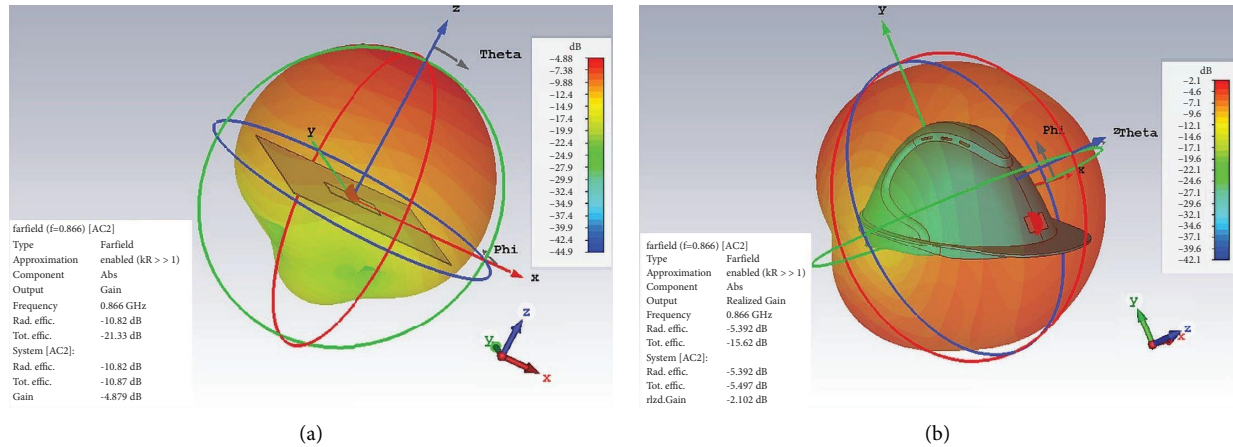 z
Theta
y
Phi
x
dB
-4.88
-7.38
-9.88
-12.4
-14.9
-17.4
-19.9
-22.4
-24.9
-27.4
-29.9
-32.4
-34.9
-37.4
-39.9
-42.4
-44.9
farfield (f=0.866) [AC2]
Type Farfield
Approximation enabled (kR >> 1)
Component Abs
Output Gain
Frequency 0.866 GHz
Rad. effic. -10.82 dB
Tot. effic. -21.33 dB
System [AC2]:
Rad. effic. -10.82 dB
Tot. effic. -10.87 dB
Gain -4.879 dB
y
z
x
(a)
y
Phi
z
Theta
x
dB
-2.1
-4.6
-7.1
-9.6
-12.1
-14.6
-17.1
-19.6
-22.1
-24.6
-27.1
-29.6
-32.1
-34.6
-37.1
-39.6
-42.1
farfield (f=0.866) [AC2]
Type Farfield
Approximation enabled (kR >> 1)
Component Abs
Output Realized Gain
Frequency 0.866 GHz
Rad. effic. -5.392 dB
Tot. effic. -15.62 dB
System [AC2]:
Rad. effic. -5.392 dB
Tot. effic. -5.497 dB
rlzd.Gain -2.102 dB
y
z
x
(b)